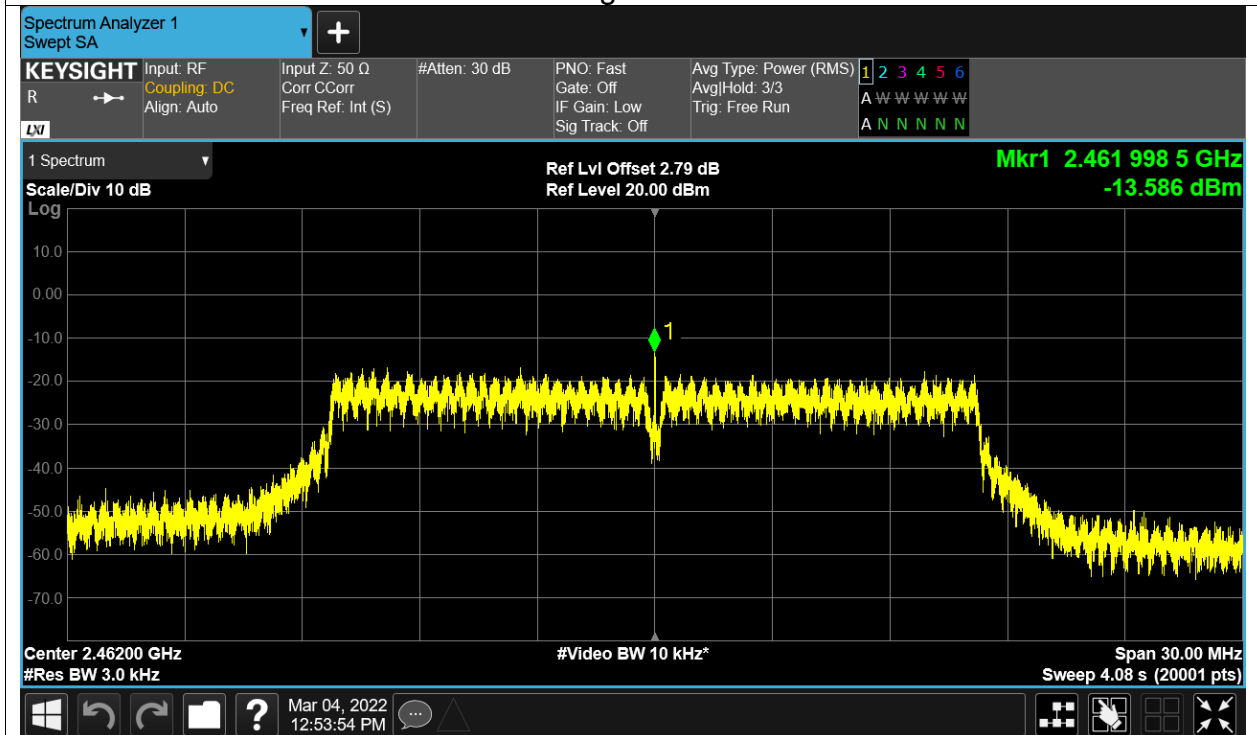 Spectrum Analyzer 1
Swept SA
+
KEYSIGHT
R
LXI
Input: RF
Coupling: DC
Align: Auto
Input Z: 50 Ω
Corr CCorr
Freq Ref: Int (S)
#Atten: 30 dB
PNO: Fast
Gate: Off
IF Gain: Low
Sig Track: Off
Avg Type: Power (RMS)
Avg|Hold: 3/3
Trig: Free Run
1 2 3 4 5 6
A W W W W W
A N N N N N
1 Spectrum
Scale/Div 10 dB
Log
Ref Lvl Offset 2.79 dB
Ref Level 20.00 dBm
Mkr1 2.461 998 5 GHz
-13.586 dBm
10.0
0.00
-10.0
-20.0
-30.0
-40.0
-50.0
-60.0
-70.0
1
Center 2.46200 GHz
#Res BW 3.0 kHz
#Video BW 10 kHz*
Span 30.00 MHz
Sweep 4.08 s (20001 pts)
?
Mar 04, 2022
12:53:54 PM